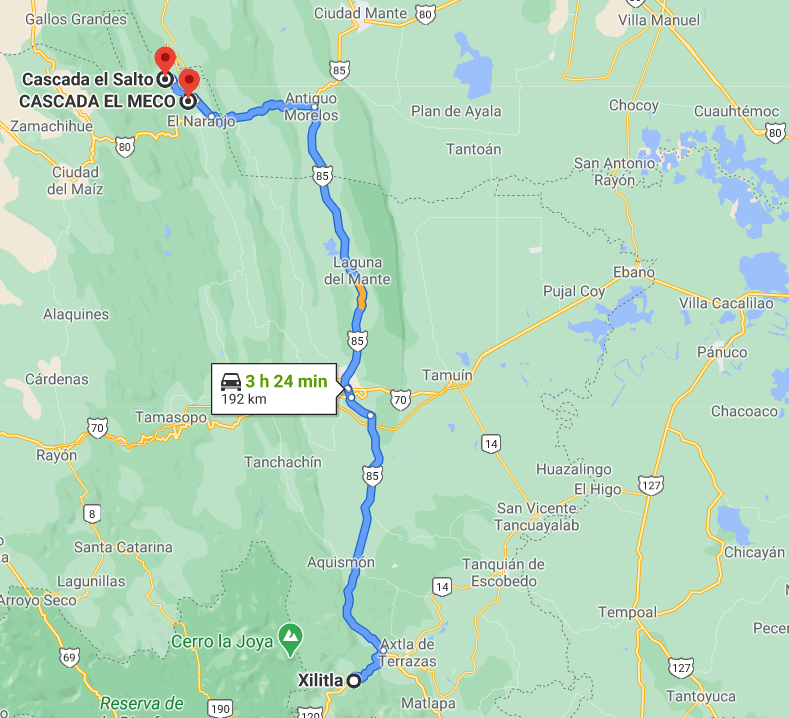 Gallos Grandes
Ciudad Mante
80
Villa Manuel
Cascada el Salto
85
CASCADA EL MECO
Antiguo
Morelos
Plan de Ayala
Chocoy
Cuauhtémoc
Zamachihue
El Naranjo
80
80
Tantoán
San Antonio
Rayón
Ciudad
del Maíz
85
Laguna
del Mante
Ebano
Pujal Coy
Villa Cacalilao
Alaquines
85
Pánuco
3 h 24 min
192 km
Cárdenas
Tamuín
70
Chacoaco
Tamasopo
70
Rayón
14
Tanchachín
85
Huazalingo
El Higo
127
8
San Vicente
Tancuayalab
Santa Catarina
Aquismón
Chicayán
Lagunillas
Tanquián de
Escobedo
14
Arroyo Seco
Tempoal
Cerro la Joya
Axtla de
Terrazas
69
127
Xilitla
Reserva de
190
120
Matlapa
Tantoyuca